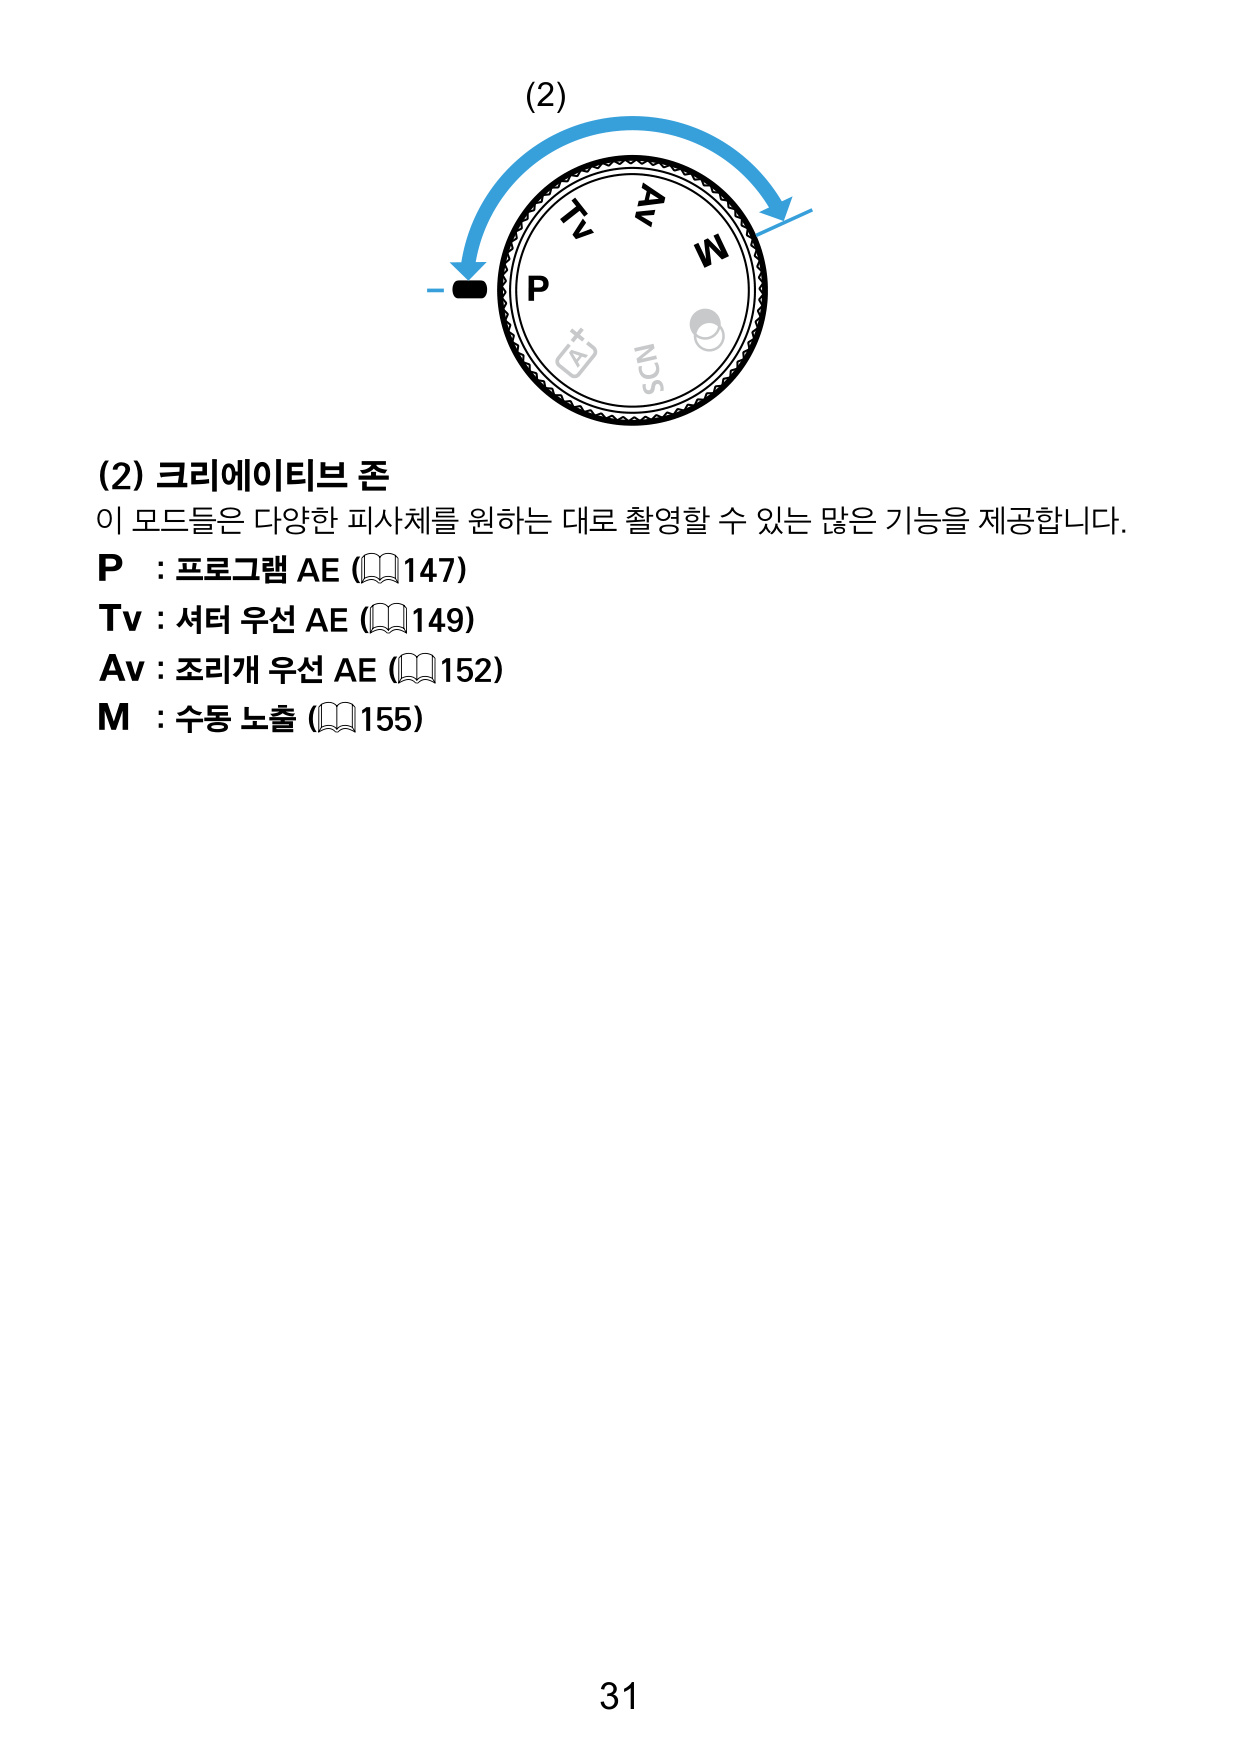 (2)
Tv
Av
M
P
A+
SCN
(2) 크리에이티브 존
이 모드들은 다양한 피사체를 원하는 대로 촬영할 수 있는 많은 기능을 제공합니다.
P : 프로그램 AE (147)
Tv : 셔터 우선 AE (149)
Av : 조리개 우선 AE (152)
M : 수동 노출 (155)
31